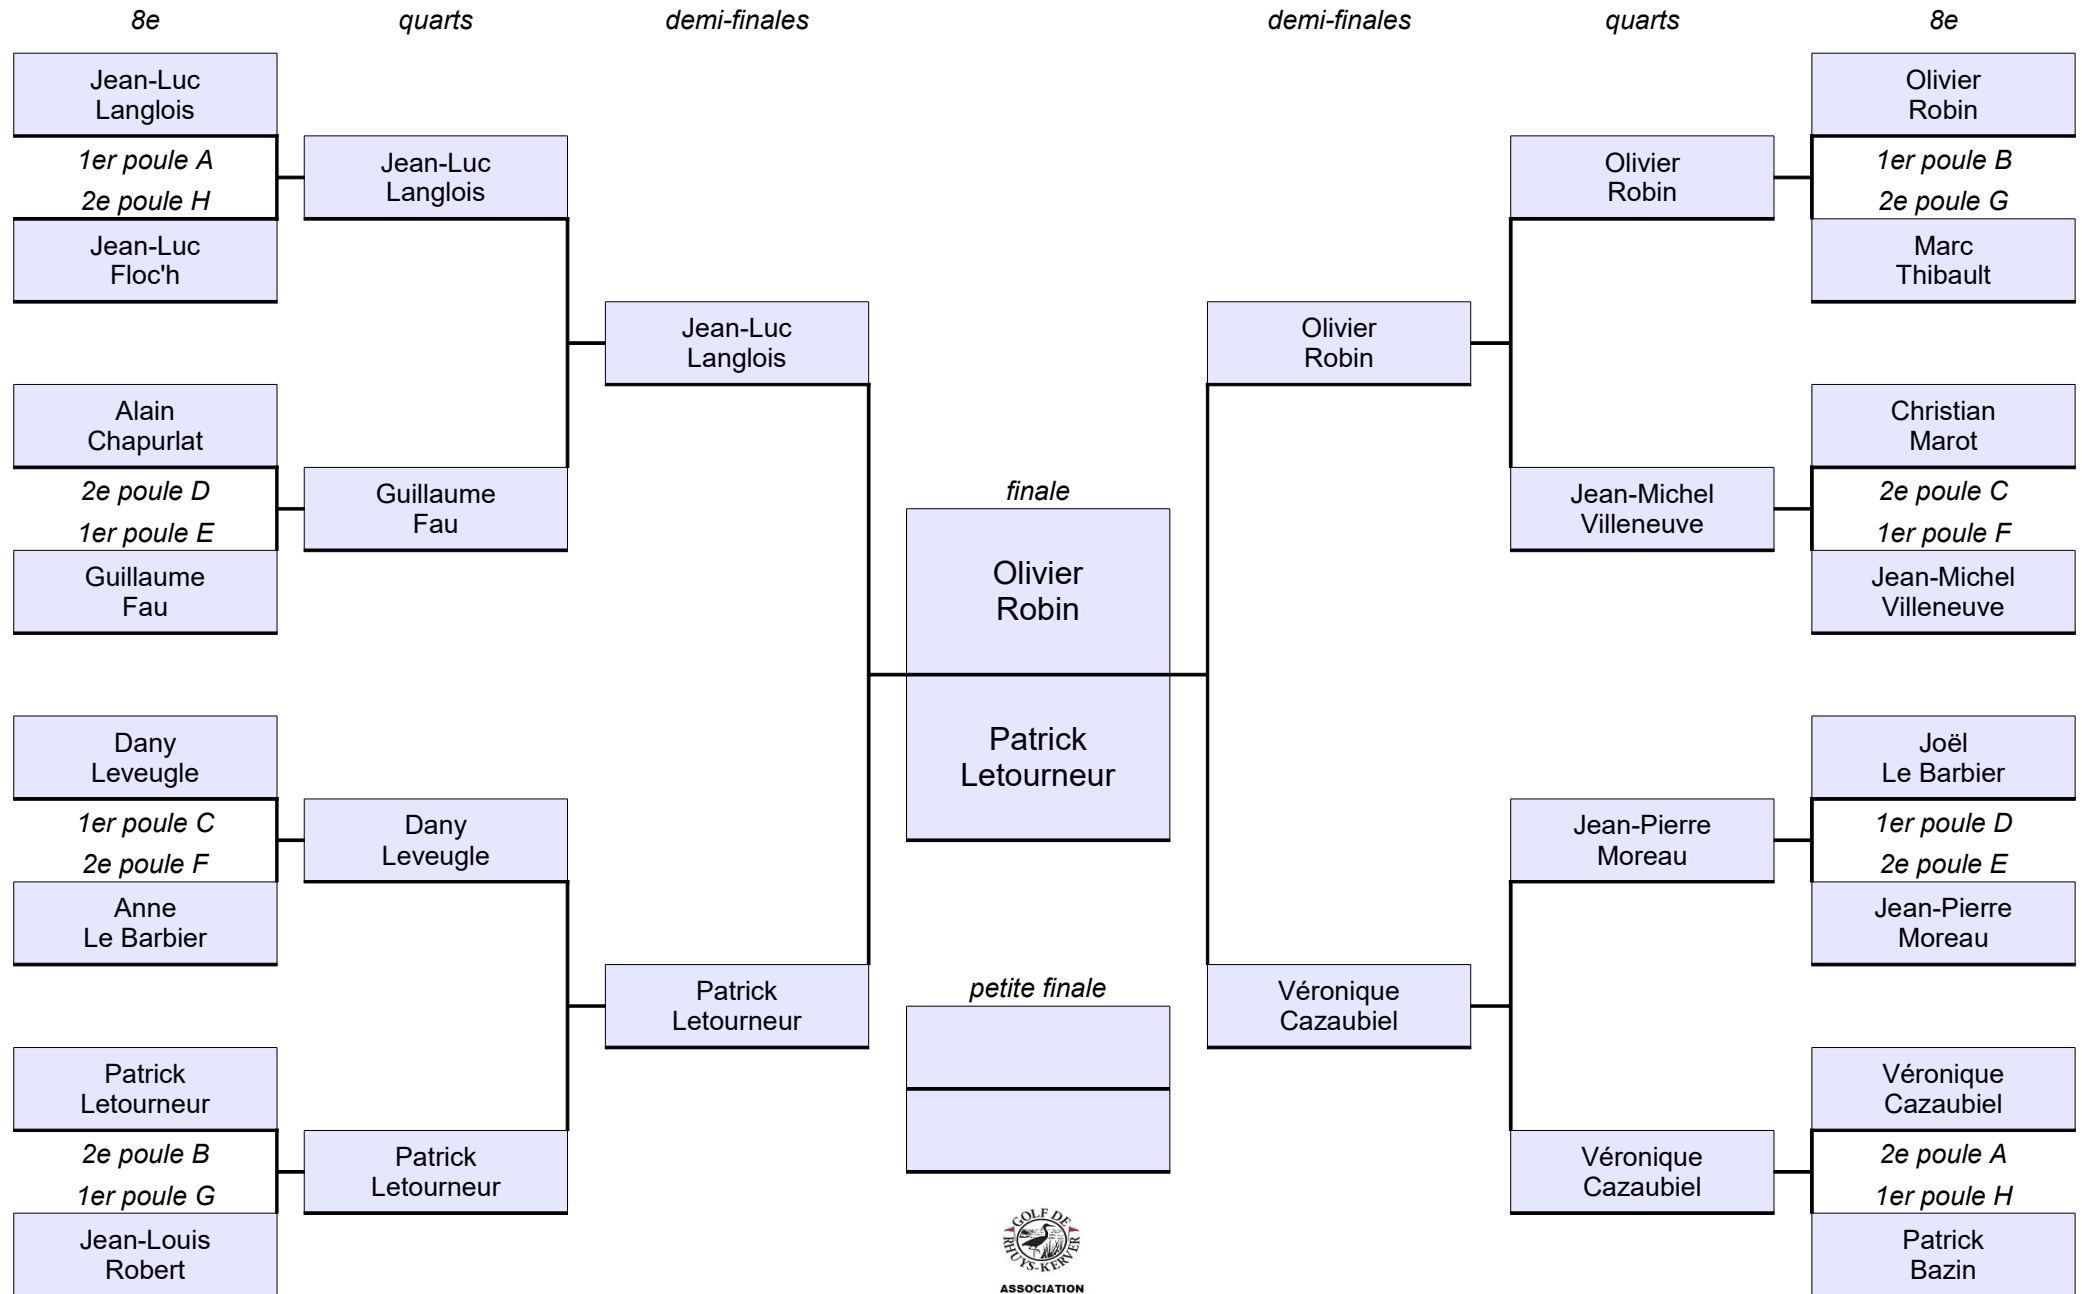 8e
quarts
demi-finales
demi-finales
quarts
8e
Jean-Luc
Langlois
1er poule A
2e poule H
Jean-Luc
Floc'h
Alain
Chapurlat
2e poule D
1er poule E
Guillaume
Fau
Dany
Leveugle
1er poule C
2e poule F
Anne
Le Barbier
Patrick
Letourneur
2e poule B
1er poule G
Jean-Louis
Robert
Jean-Luc
Langlois
Guillaume
Fau
Dany
Leveugle
Patrick
Letourneur
Jean-Luc
Langlois
Patrick
Letourneur
finale
Olivier
Robin
Patrick
Letourneur
petite finale
GOLF DE
RHUYS-KERVER
ASSOCIATION
Olivier
Robin
Véronique
Cazaubiel
Olivier
Robin
Jean-Michel
Villeneuve
Jean-Pierre
Moreau
Véronique
Cazaubiel
Olivier
Robin
1er poule B
2e poule G
Marc
Thibault
Christian
Marot
2e poule C
1er poule F
Jean-Michel
Villeneuve
Joël
Le Barbier
1er poule D
2e poule E
Jean-Pierre
Moreau
Véronique
Cazaubiel
2e poule A
1er poule H
Patrick
Bazin